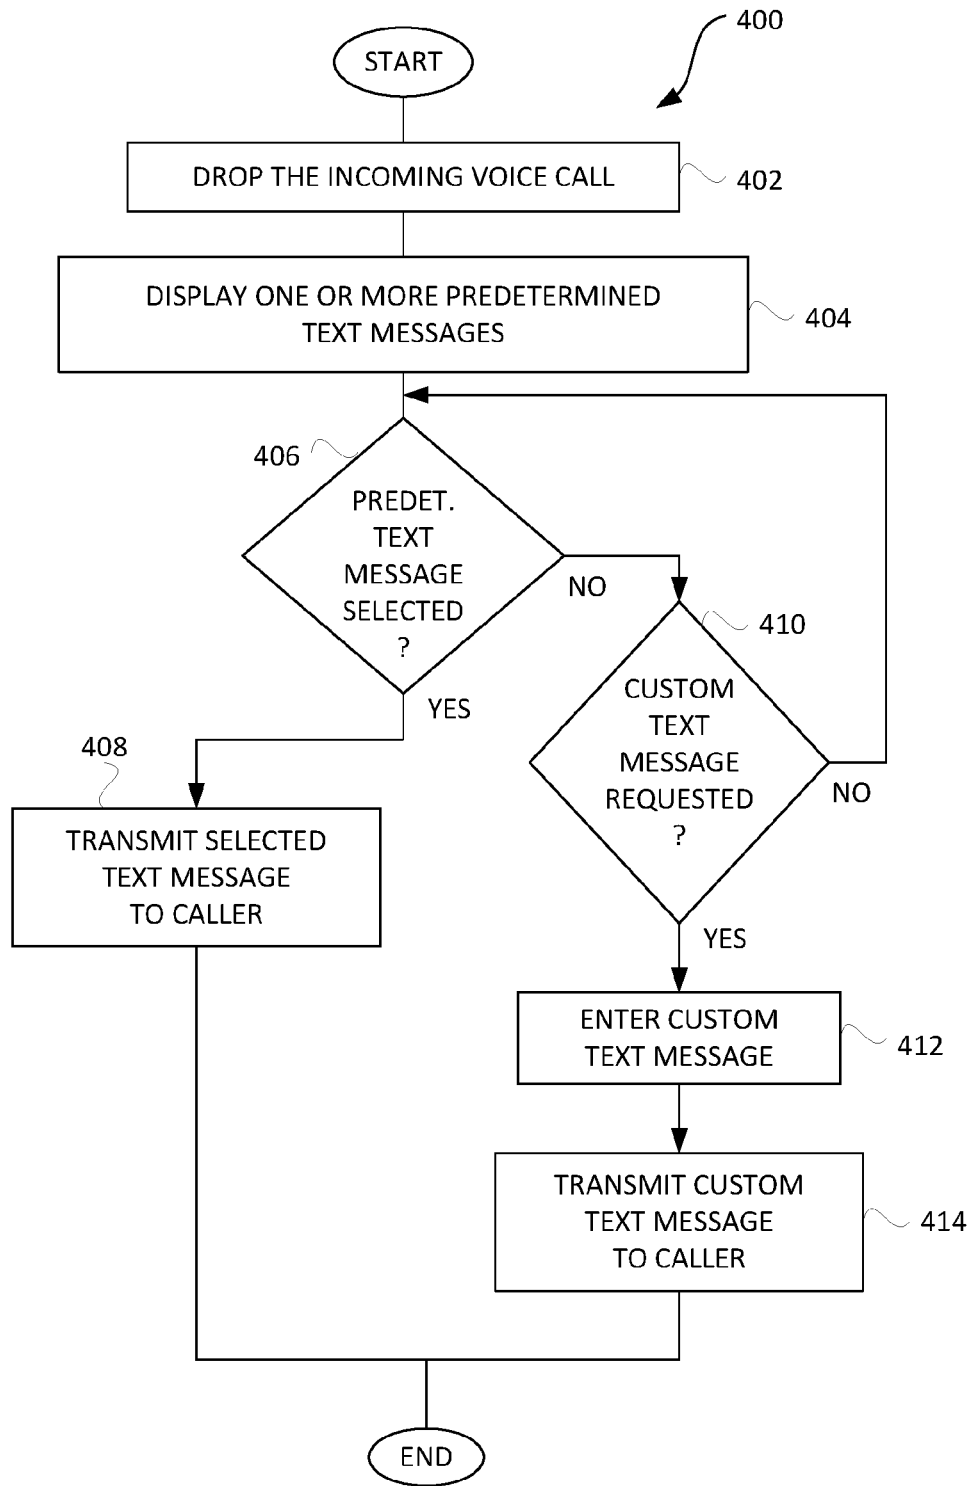 400
START
DROP THE INCOMING VOICE CALL
402
DISPLAY ONE OR MORE PREDETERMINED
TEXT MESSAGES
404
406
PREDET.
TEXT
MESSAGE
SELECTED
?
NO
YES
410
CUSTOM
TEXT
MESSAGE
REQUESTED
?
NO
YES
408
TRANSMIT SELECTED
TEXT MESSAGE
TO CALLER
ENTER CUSTOM
TEXT MESSAGE
412
TRANSMIT CUSTOM
TEXT MESSAGE
TO CALLER
414
END